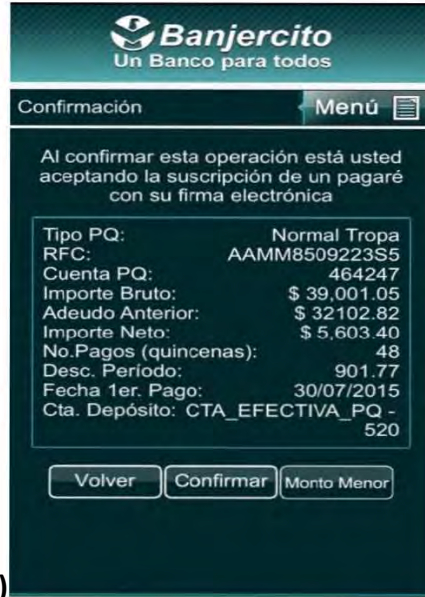 Banjercito
Un Banco para todos
Confirmación
Menú
Al confirmar esta operación está usted
aceptando la suscripción de un pagaré
con su firma electrónica
Tipo PQ: Normal Tropa
RFC: AAMM8509223S5
Cuenta PQ: 464247
Importe Bruto: $ 39,001.05
Adeudo Anterior: $ 32102.82
Importe Neto: $ 5,603.40
No.Pagos (quincenas): 48
Desc. Período: 901.77
Fecha 1er. Pago: 30/07/2015
Cta. Depósito: CTA_EFECTIVA_PQ -
520
Volver Confirmar Monto Menor
)